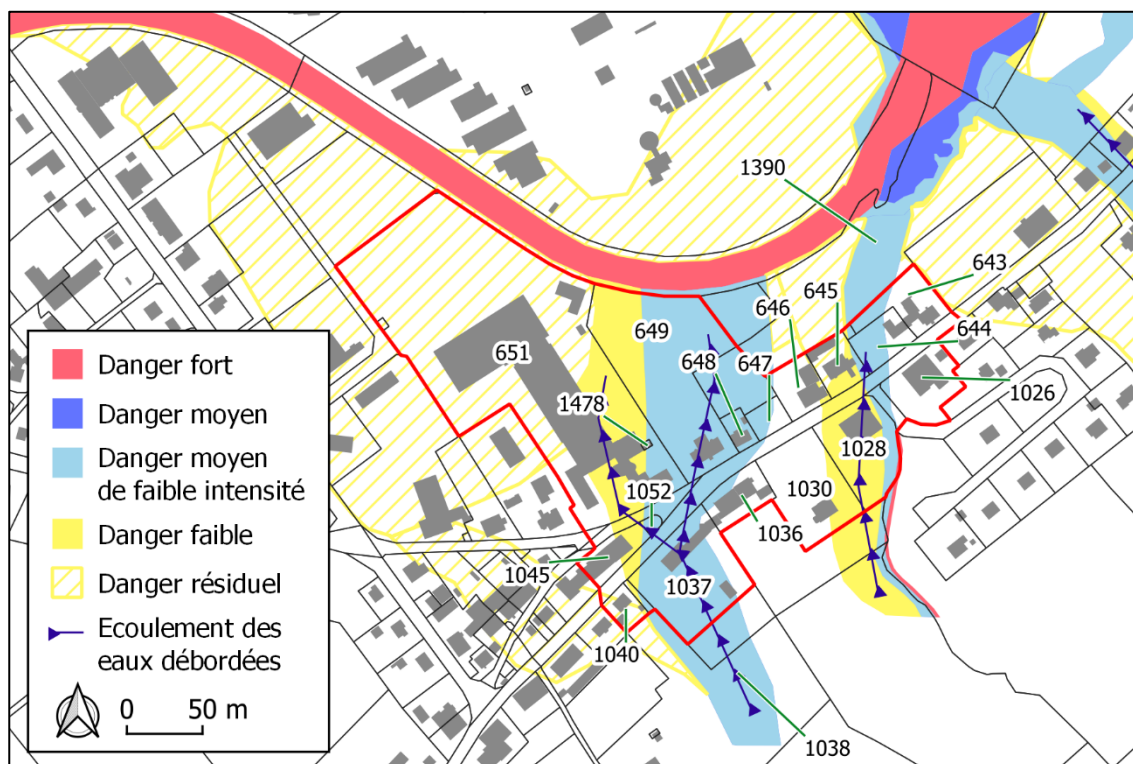 1390
643
645
646
644
649
651
648
647
1026
1478
1028
1052
1030
1036
1045
1037
1040
1038
Danger fort
Danger moyen
Danger moyen
de faible intensité
Danger faible
Danger résiduel
Ecoulement des
eaux débordées
0 50 m